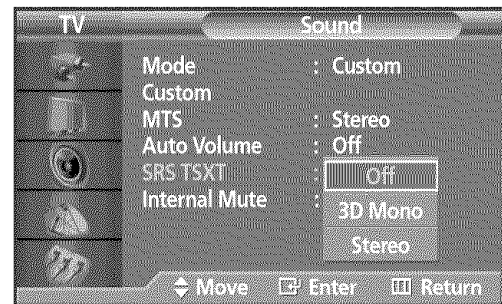 TV Sound
Mode : Custom
Custom
MTS : Stereo
Auto Volume : Off
SRS TSXT : Off
Internal Mute : 3D Mono
Stereo
Move Enter Return